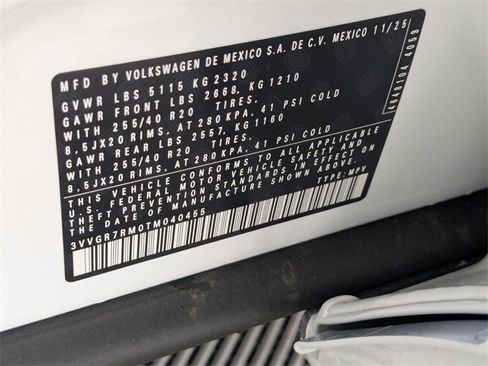 MFD BY VOLKSWAGEN DE MEXICO S.A. DE C.V. MEXICO 11/25
GVWR LBS 5115 KG 2320
GAWR FRONT LBS 2668, KG1210
WITH 255/40 R20 TIRES,
8.5JX20 RIMS, AT 280 KPA, 41 PSI COLD
GAWR REAR LBS 2557, KG1160
WITH 255/40 R20 TIRES,
8.5JX20 RIMS, AT 280 KPA, 41 PSI COLD
THIS VEHICLE CONFORMS TO ALL APPLICABLE
U.S. FEDERAL MOTOR VEHICLE SAFETY AND
THEFT PREVENTION STANDARDS IN EFFECT ON
THE DATE OF MANUFACTURE SHOWN ABOVE.
3VVGR7RM0TM040455 TYPE: MPV